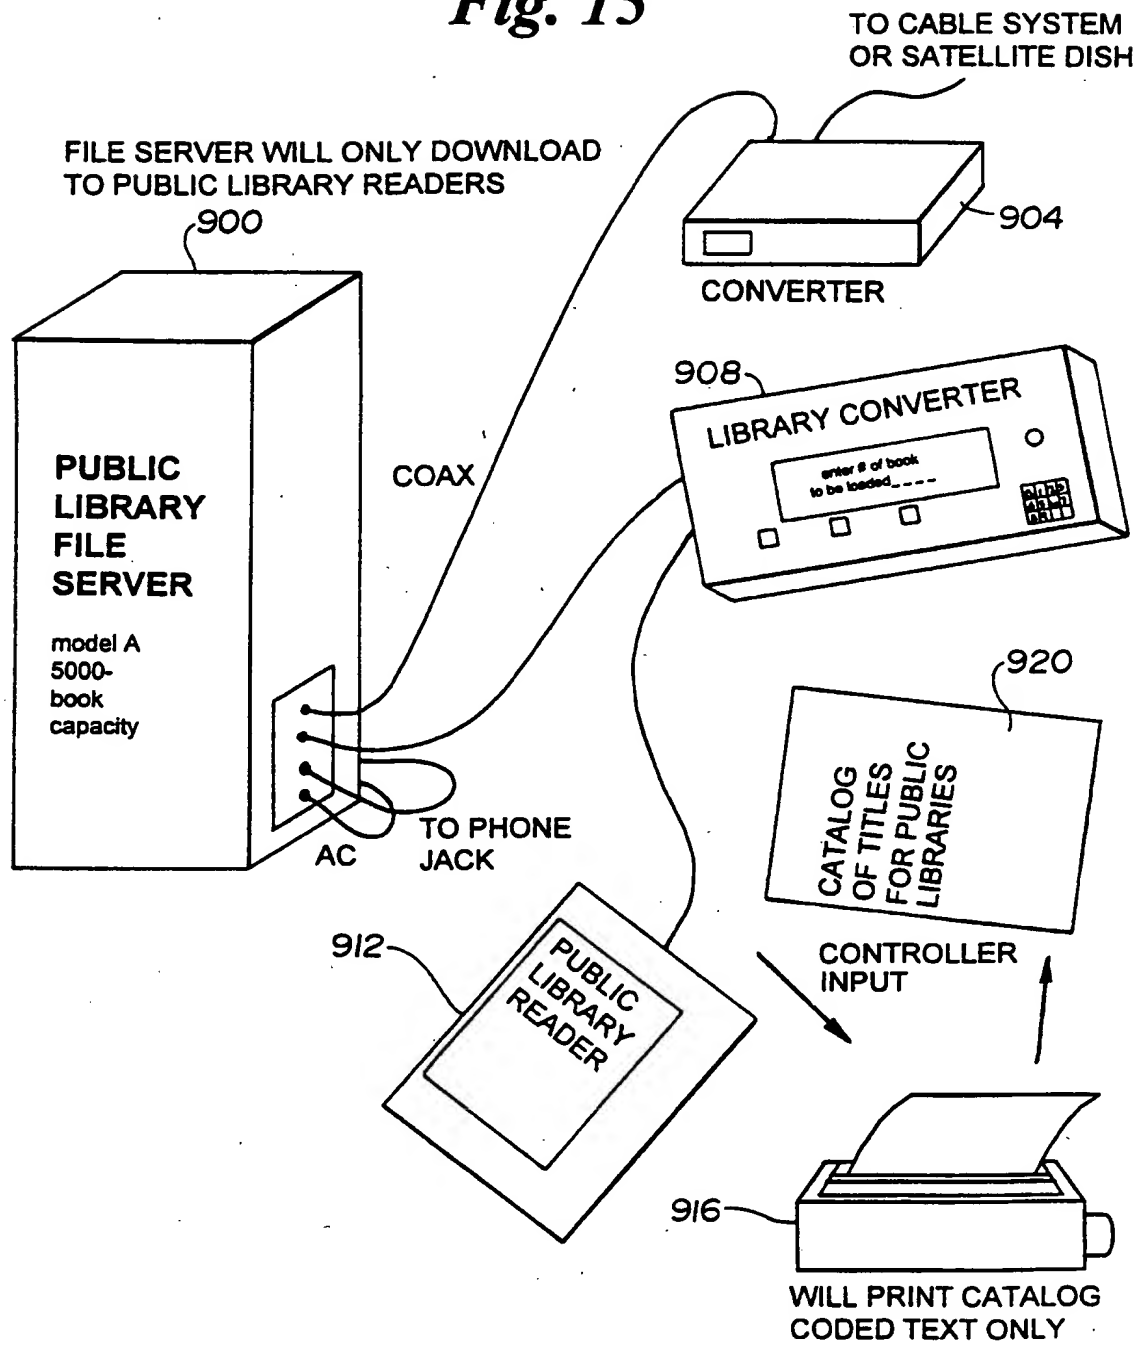 Fig. 15
TO CABLE SYSTEM
OR SATELLITE DISH
FILE SERVER WILL ONLY DOWNLOAD
TO PUBLIC LIBRARY READERS
900
904
CONVERTER
908
LIBRARY CONVERTER
enter # of book
to be loaded_ _ _ _
COAX
PUBLIC
LIBRARY
FILE
SERVER
model A
5000-
book
capacity
920
CATALOG
OF TITLES
FOR PUBLIC
LIBRARIES
TO PHONE
JACK
AC
912
PUBLIC
LIBRARY
READER
CONTROLLER
INPUT
916
WILL PRINT CATALOG
CODED TEXT ONLY